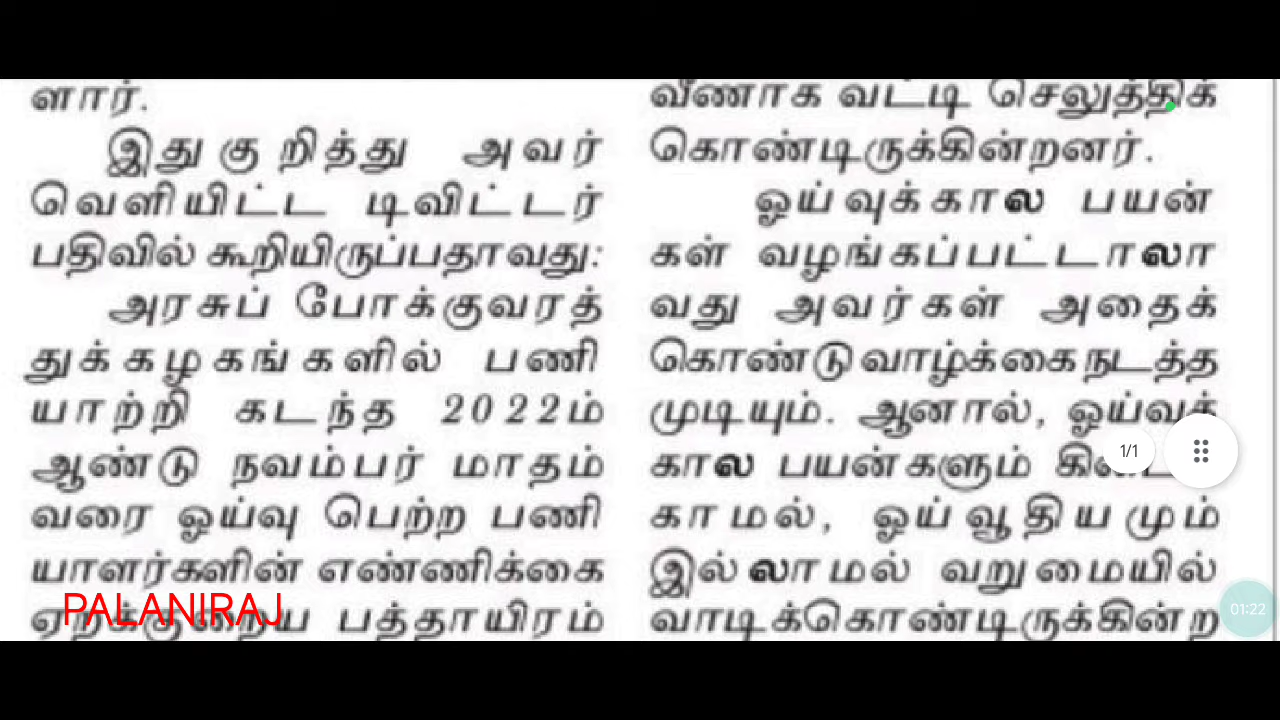 ளார்.
இதுகுறித்து அவர்
வெளியிட்ட டிவிட்டர்
பதிவில் கூறியிருப்பதாவது:
அரசுப் போக்குவரத்
துக்கழகங்களில் பணி
யாற்றி கடந்த 2022ம்
ஆண்டு நவம்பர் மாதம்
வரை ஓய்வு பெற்ற பணி
யாளர்களின் எண்ணிக்கை
ஏறக்குறைய பத்தாயிரம்
PALANIRAJ
வீணாக வட்டி செலுத்திக்
கொண்டிருக்கின்றனர்.
ஓய்வுக்கால பயன்
கள் வழங்கப்பட்டாலா
வது அவர்கள் அதைக்
கொண்டு வாழ்க்கை நடத்த
முடியும். ஆனால், ஓய்வுக்
கால பயன்களும்
காமல், ஓய்வூதியமும்
இல்லாமல் வறுமையில்
வாடிக்கொண்டிருக்கின்ற
1/1
01:22